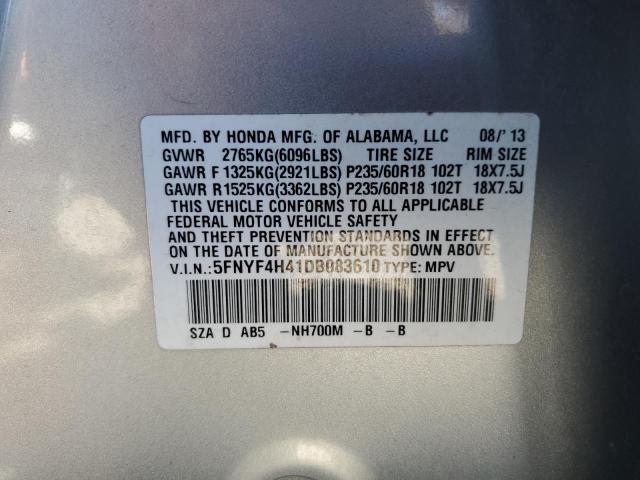 MFD. BY HONDA MFG. OF ALABAMA, LLC 08/'13
GVWR 2765KG(6096LBS) TIRE SIZE RIM SIZE
GAWR F 1325KG(2921LBS) P235/60R18 102T 18X7.5J
GAWR R 1525KG(3362LBS) P235/60R18 102T 18X7.5J
THIS VEHICLE CONFORMS TO ALL APPLICABLE
FEDERAL MOTOR VEHICLE SAFETY
AND THEFT PREVENTION STANDARDS IN EFFECT
ON THE DATE OF MANUFACTURE SHOWN ABOVE.
V.I.N.: 5FNYF4H41DB083610 TYPE: MPV
SZA D AB5 -NH700M -B -B